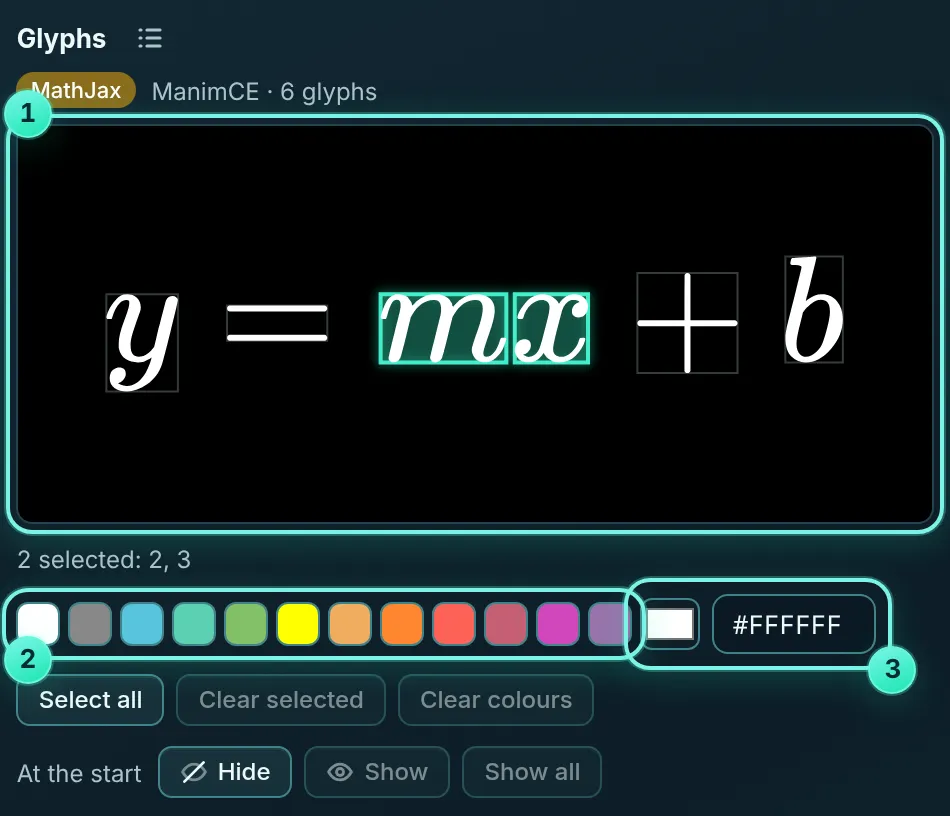 Glyphs
MathJax ManimCE · 6 glyphs
1
y = mx + b
2 selected: 2, 3
#FFFFFF
2
3
Select all Clear selected Clear colours
At the start Hide Show Show all